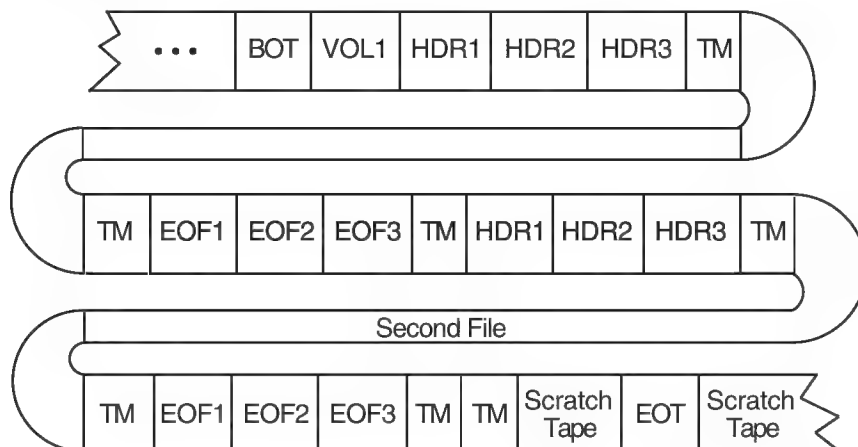 ••• BOT VOL1 HDR1 HDR2 HDR3 TM
TM EOF1 EOF2 EOF3 TM HDR1 HDR2 HDR3 TM
Second File
TM EOF1 EOF2 EOF3 TM TM Scratch Tape EOT Scratch Tape